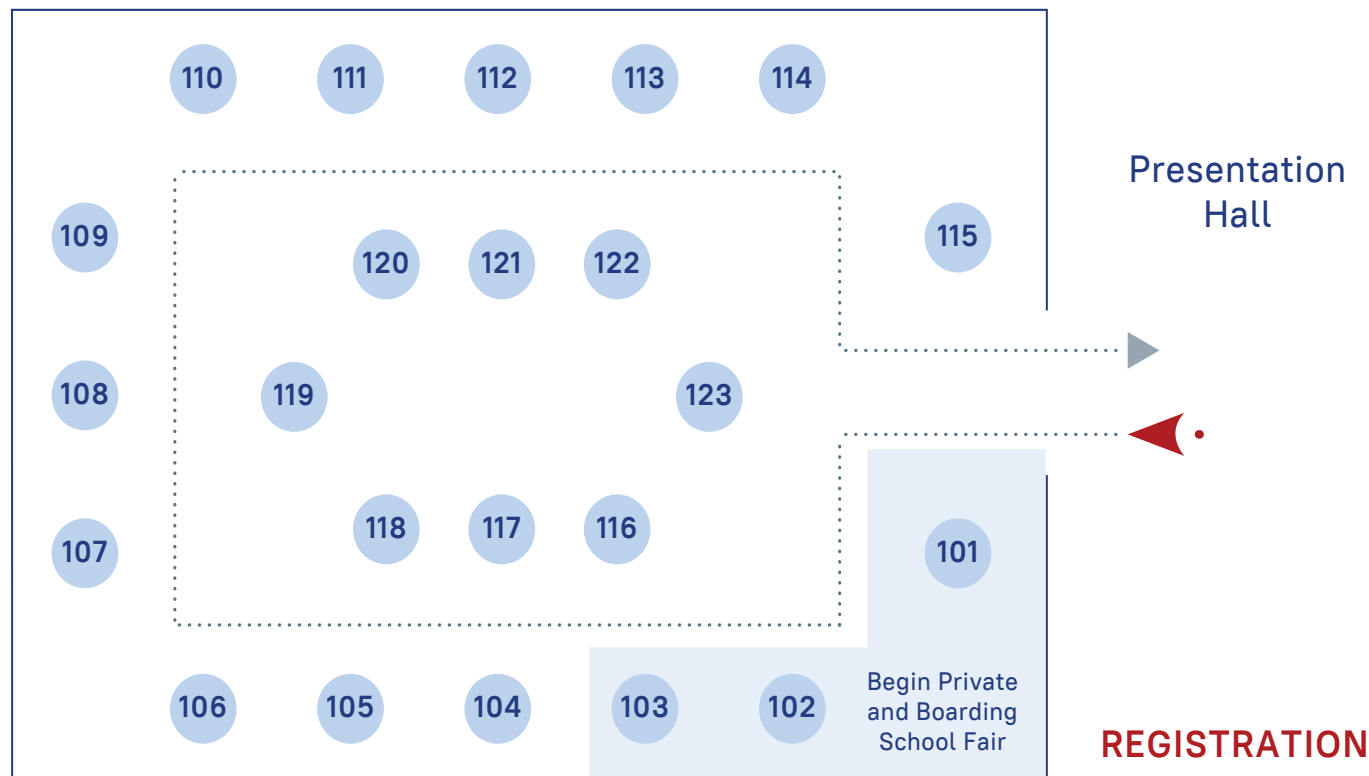 110 111 112 113 114
Presentation
Hall
109 120 121 122 115
108 119 123
107 118 117 116 101
106 105 104 103 102
Begin Private
and Boarding
School Fair
REGISTRATION